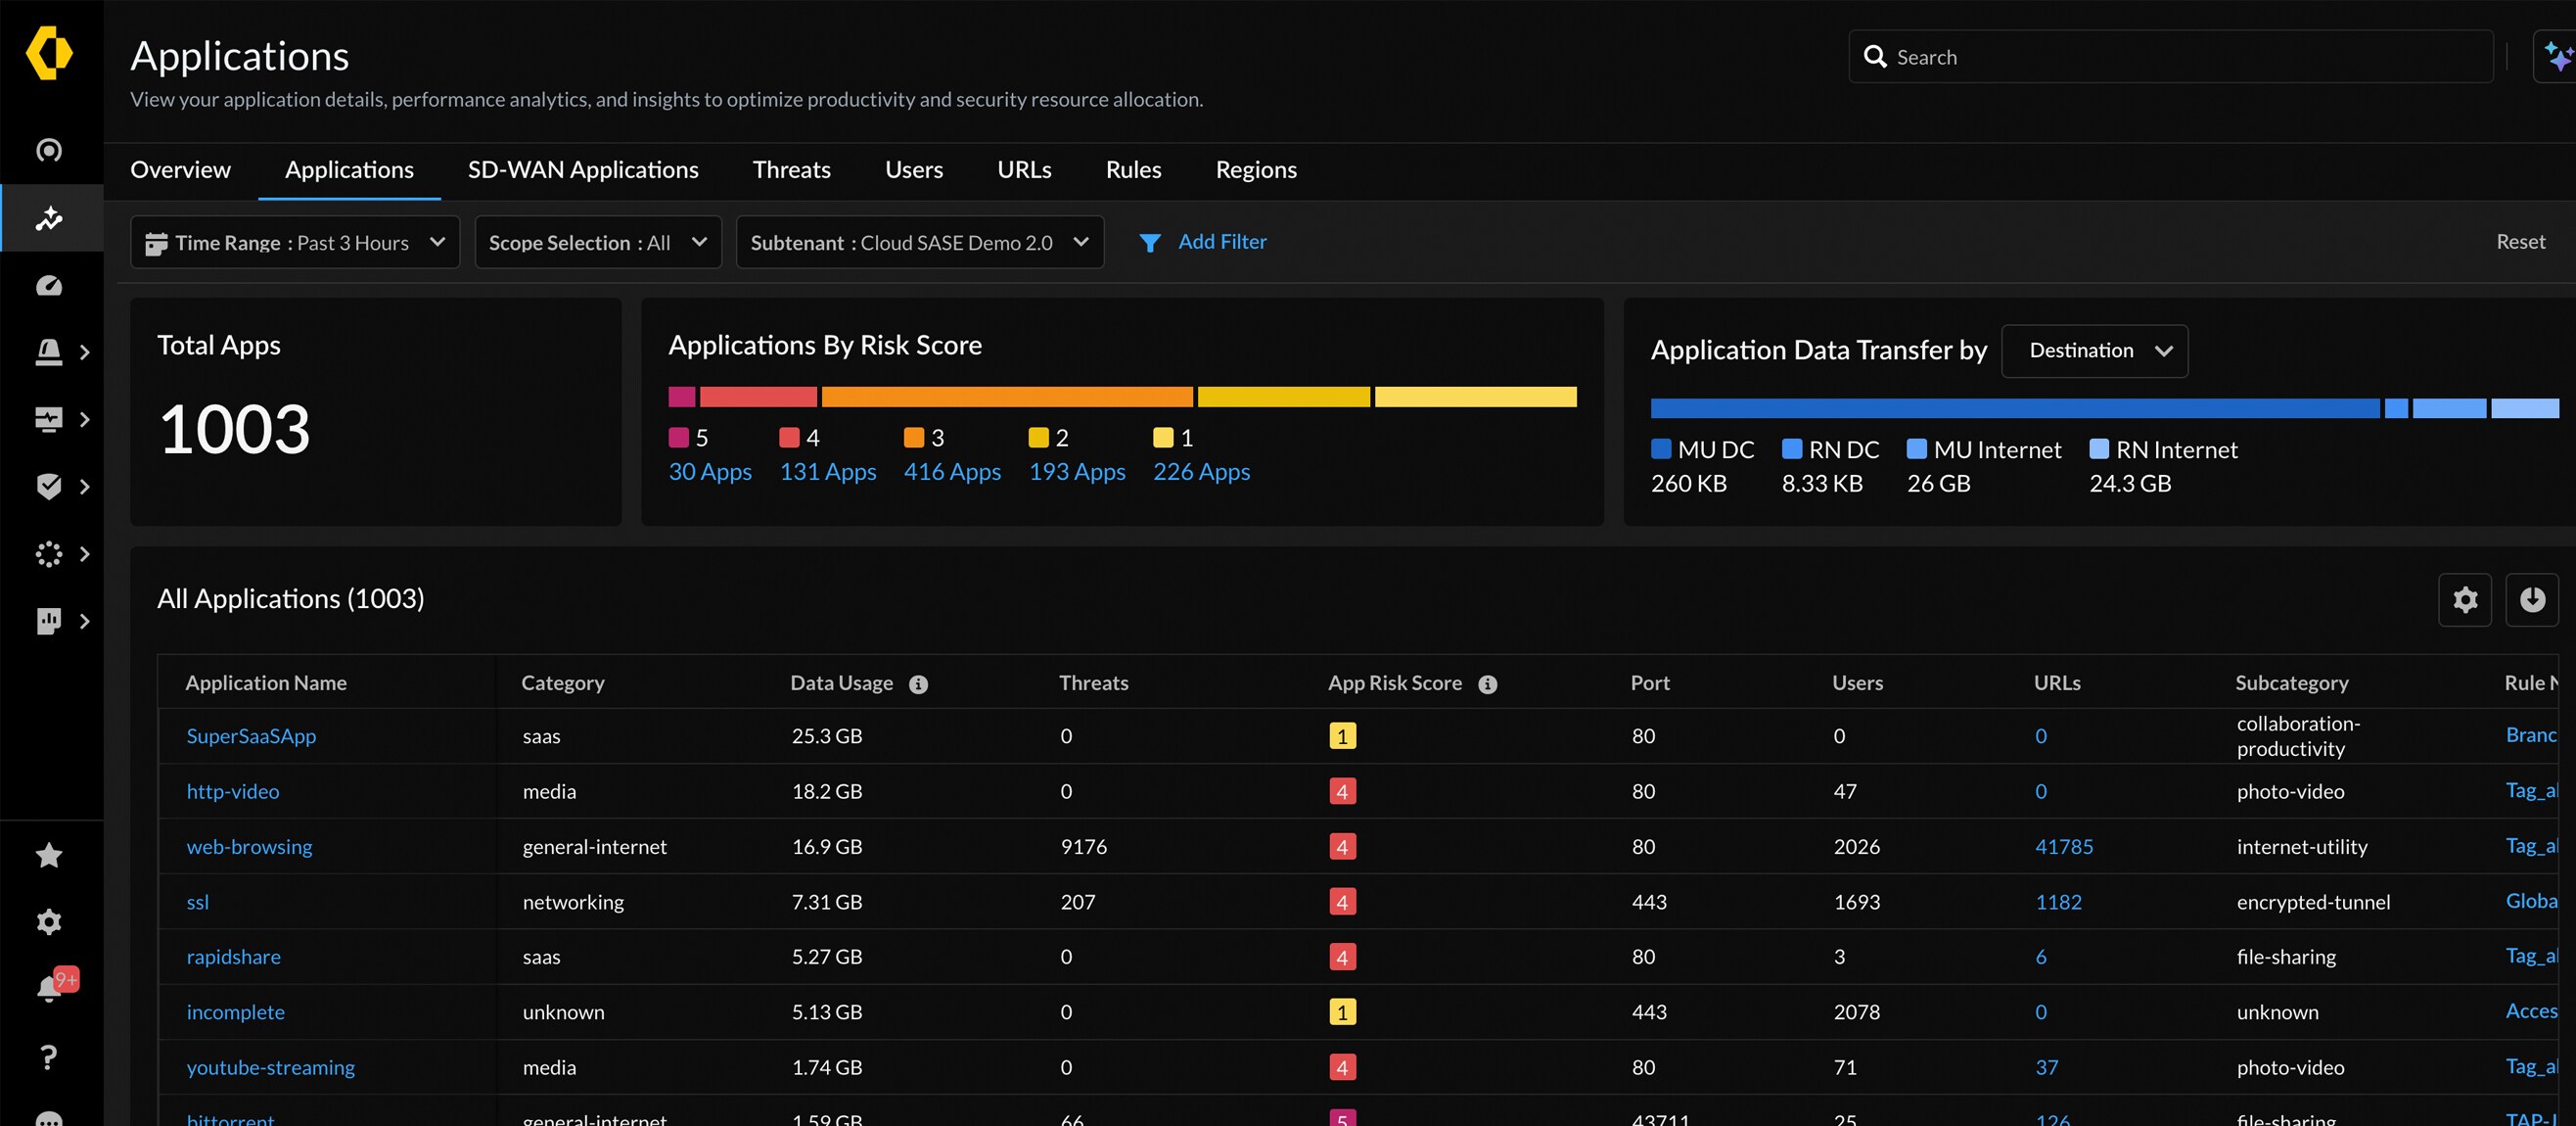 Applications
Search
View your application details, performance analytics, and insights to optimize productivity and security resource allocation.
Overview Applications SD-WAN Applications Threats Users URLs Rules Regions
Time Range : Past 3 Hours Scope Selection : All Subtenant : Cloud SASE Demo 2.0 Add Filter Reset
Total Apps
1003
Applications By Risk Score
5 4 3 2 1
30 Apps 131 Apps 416 Apps 193 Apps 226 Apps
Application Data Transfer by Destination
MU DC RN DC MU Internet RN Internet
260 KB 8.33 KB 26 GB 24.3 GB
All Applications (1003)
Application Name Category Data Usage Threats App Risk Score Port Users URLs Subcategory Rule N
SuperSaaSApp saas 25.3 GB 0 1 80 0 0 collaboration-productivity Branc
http-video media 18.2 GB 0 4 80 47 0 photo-video Tag_al
web-browsing general-internet 16.9 GB 9176 4 80 2026 41785 internet-utility Tag_al
ssl networking 7.31 GB 207 4 443 1693 1182 encrypted-tunnel Globa
rapidshare saas 5.27 GB 0 4 80 3 6 file-sharing Tag_al
incomplete unknown 5.13 GB 0 1 443 2078 0 unknown Acces
9+
youtube-streaming media 1.74 GB 0 4 80 71 37 photo-video Tag_al
bittorrent general-internet 1.59 GB 66 5 43711 25 126 file-sharing TAP-I